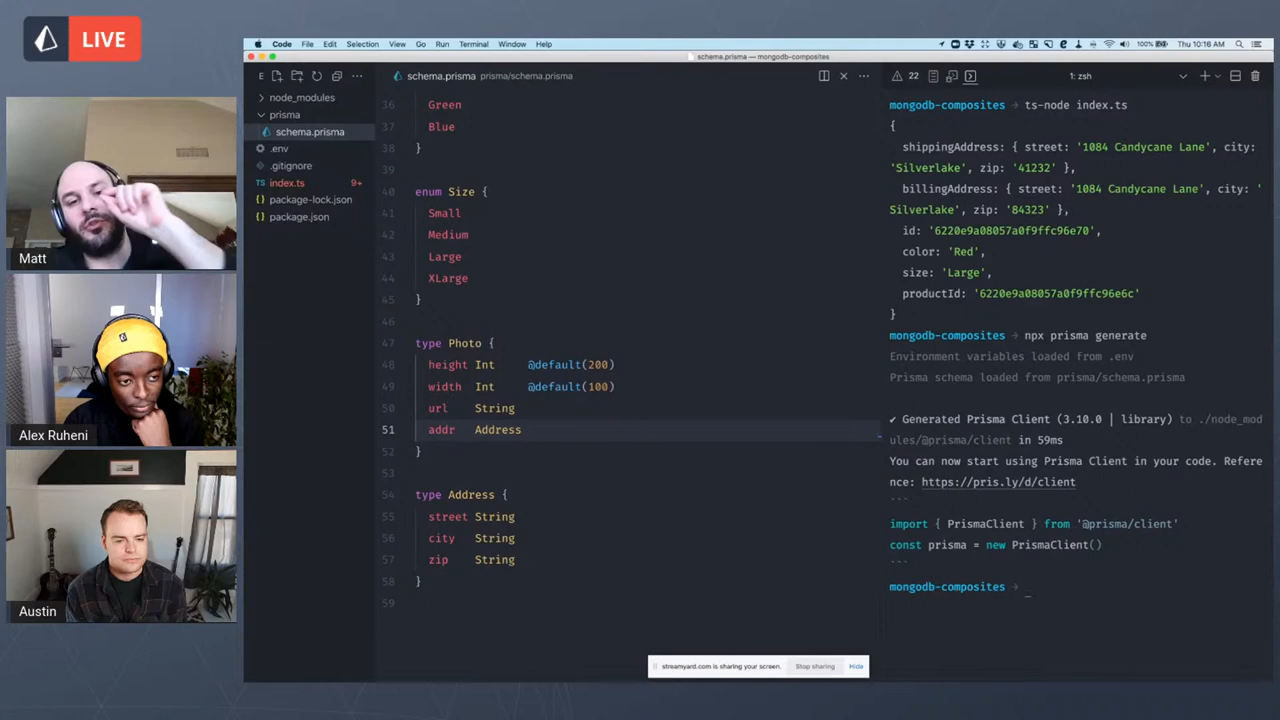 LIVE
Code File Edit Selection View Go Run Terminal Window Help
100% Thu 10:16 AM
schema.prisma — mongodb-composites
E
schema.prisma prisma/schema.prisma
22
1: zsh
node_modules
prisma
schema.prisma
.env
.gitignore
index.ts 9+
package-lock.json
package.json
36 Green
37 Blue
38 }
39
40 enum Size {
41 Small
42 Medium
43 Large
44 XLarge
45 }
46
47 type Photo {
48 height Int @default(200)
49 width Int @default(100)
50 url String
51 addr Address
52 }
53
54 type Address {
55 street String
56 city String
57 zip String
58 }
59
mongodb-composites → ts-node index.ts
{
shippingAddress: { street: '1084 Candycane Lane', city:
'Silverlake', zip: '41232' },
billingAddress: { street: '1084 Candycane Lane', city: '
Silverlake', zip: '84323' },
id: '6220e9a08057a0f9ffc96e70',
color: 'Red',
size: 'Large',
productId: '6220e9a08057a0f9ffc96e6c'
}
mongodb-composites → npx prisma generate
Environment variables loaded from .env
Prisma schema loaded from prisma/schema.prisma
✔ Generated Prisma Client (3.10.0 | library) to ./node_mod
ules/@prisma/client in 59ms
You can now start using Prisma Client in your code. Refere
nce: https://pris.ly/d/client
```
import { PrismaClient } from '@prisma/client'
const prisma = new PrismaClient()
```
mongodb-composites → _
Matt
Alex Ruheni
Austin
streamyard.com is sharing your screen. Stop sharing Hide